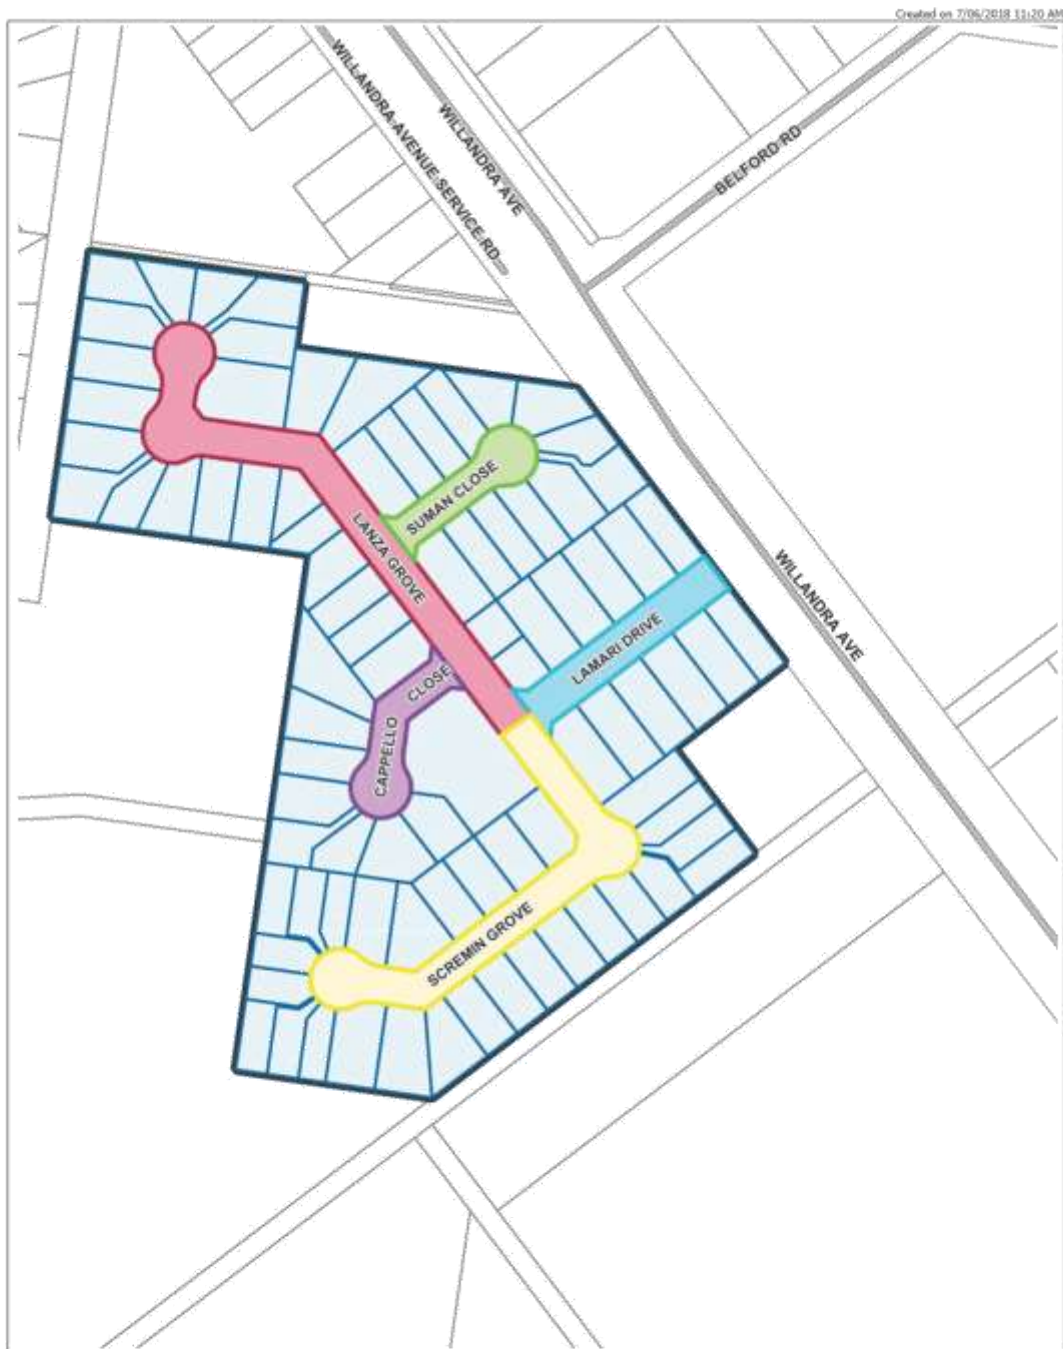 Created on 7/06/2018 11:20 AM
WILLANDRA AVENUE SERVICE RD
WILLANDRA AVE
BELFORD RD
SUMAN CLOSE
LANZA GROVE
WILLANDRA AVE
LAMARI DRIVE
CAPPELLO CLOSE
SCREMIN GROVE